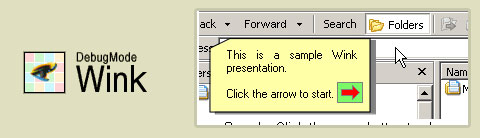 DebugMode
Wink
ack
Forward
Search
Folders
This is a sample Wink
presentation.
Click the arrow to start.
Nam